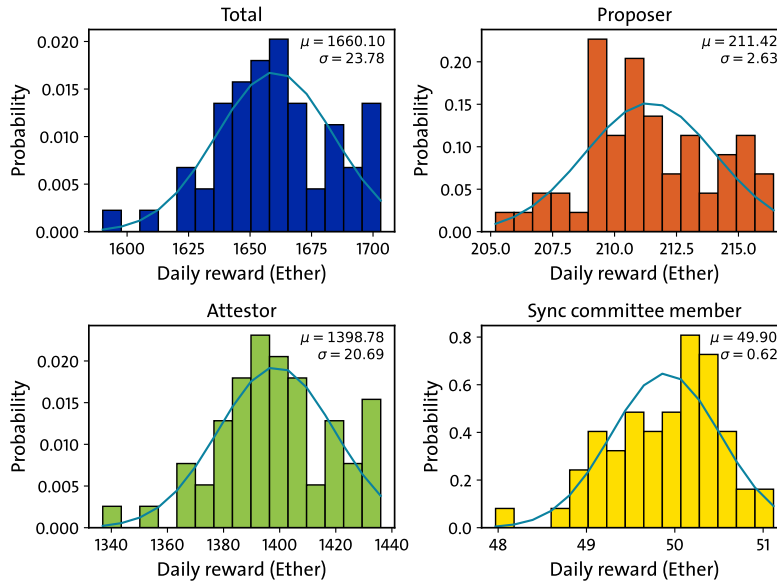 Total
μ = 1660.10
σ = 23.78
Probability
0.020
0.015
0.010
0.005
0.000
1600 1625 1650 1675 1700
Daily reward (Ether)
Proposer
μ = 211.42
σ = 2.63
Probability
0.20
0.15
0.10
0.05
0.00
205.0 207.5 210.0 212.5 215.0
Daily reward (Ether)
Attestor
μ = 1398.78
σ = 20.69
Probability
0.020
0.015
0.010
0.005
0.000
1340 1360 1380 1400 1420 1440
Daily reward (Ether)
Sync committee member
μ = 49.90
σ = 0.62
Probability
0.8
0.6
0.4
0.2
0.0
48 49 50 51
Daily reward (Ether)